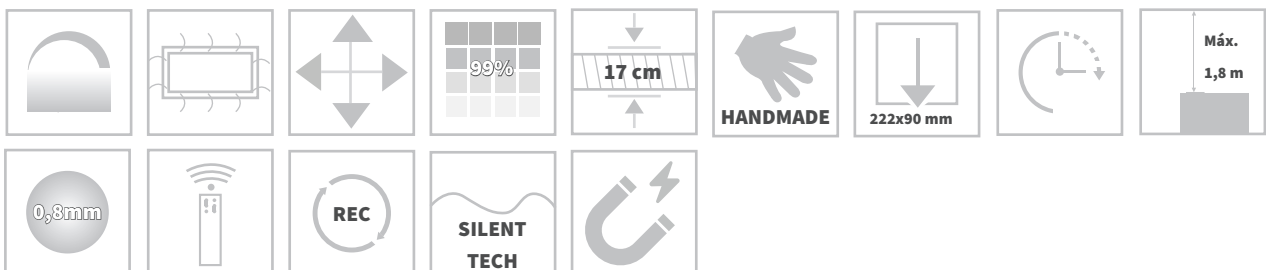 99%
17 cm
HANDMADE
222x90 mm
Máx.
1,8 m
0,8mm
REC
SILENT
TECH